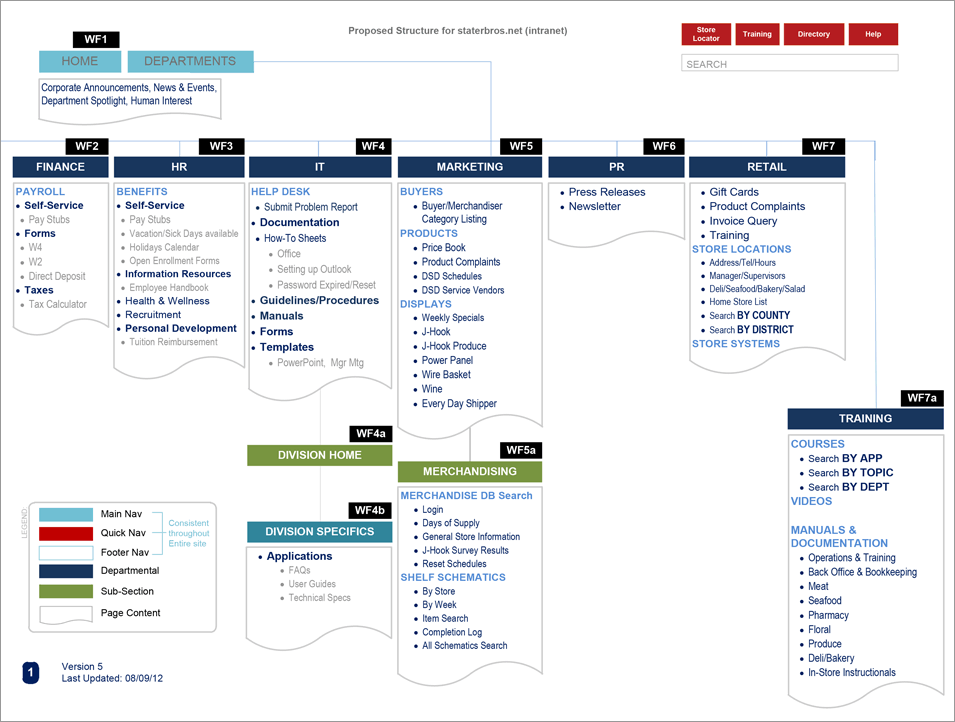 Proposed Structure for staterbros.net (intranet)
Store Locator
Training
Directory
Help
SEARCH
WF1
HOME
DEPARTMENTS
Corporate Announcements, News & Events,
Department Spotlight, Human Interest
WF2
FINANCE
PAYROLL
Self-Service
Pay Stubs
Forms
W4
W2
Direct Deposit
Taxes
Tax Calculator
WF3
HR
BENEFITS
Self-Service
Pay Stubs
Vacation/Sick Days available
Holidays Calendar
Open Enrollment Forms
Information Resources
Employee Handbook
Health & Wellness
Recruitment
Personal Development
Tuition Reimbursement
WF4
IT
HELP DESK
Submit Problem Report
Documentation
How-To Sheets
Office
Setting up Outlook
Password Expired/Reset
Guidelines/Procedures
Manuals
Forms
Templates
PowerPoint, Mgr Mtg
WF4a
DIVISION HOME
WF4b
DIVISION SPECIFICS
Applications
FAQs
User Guides
Technical Specs
WF5
MARKETING
BUYERS
Buyer/Merchandiser
Category Listing
PRODUCTS
Price Book
Product Complaints
DSD Schedules
DSD Service Vendors
DISPLAYS
Weekly Specials
J-Hook
J-Hook Produce
Power Panel
Wire Basket
Wine
Every Day Shipper
WF5a
MERCHANDISING
MERCHANDISE DB Search
Login
Days of Supply
General Store Information
J-Hook Survey Results
Reset Schedules
SHELF SCHEMATICS
By Store
By Week
Item Search
Completion Log
All Schematics Search
WF6
PR
Press Releases
Newsletter
WF7
RETAIL
Gift Cards
Product Complaints
Invoice Query
Training
STORE LOCATIONS
Address/Tel/Hours
Manager/Supervisors
Deli/Seafood/Bakery/Salad
Home Store List
Search BY COUNTY
Search BY DISTRICT
STORE SYSTEMS
WF7a
TRAINING
COURSES
Search BY APP
Search BY TOPIC
Search BY DEPT
VIDEOS
MANUALS &
DOCUMENTATION
Operations & Training
Back Office & Bookkeeping
Meat
Seafood
Pharmacy
Floral
Produce
Deli/Bakery
In-Store Instructionals
LEGEND:
Main Nav
Quick Nav
Footer Nav
Consistent
throughout
Entire site
Departmental
Sub-Section
Page Content
1
Version 5
Last Updated: 08/09/12